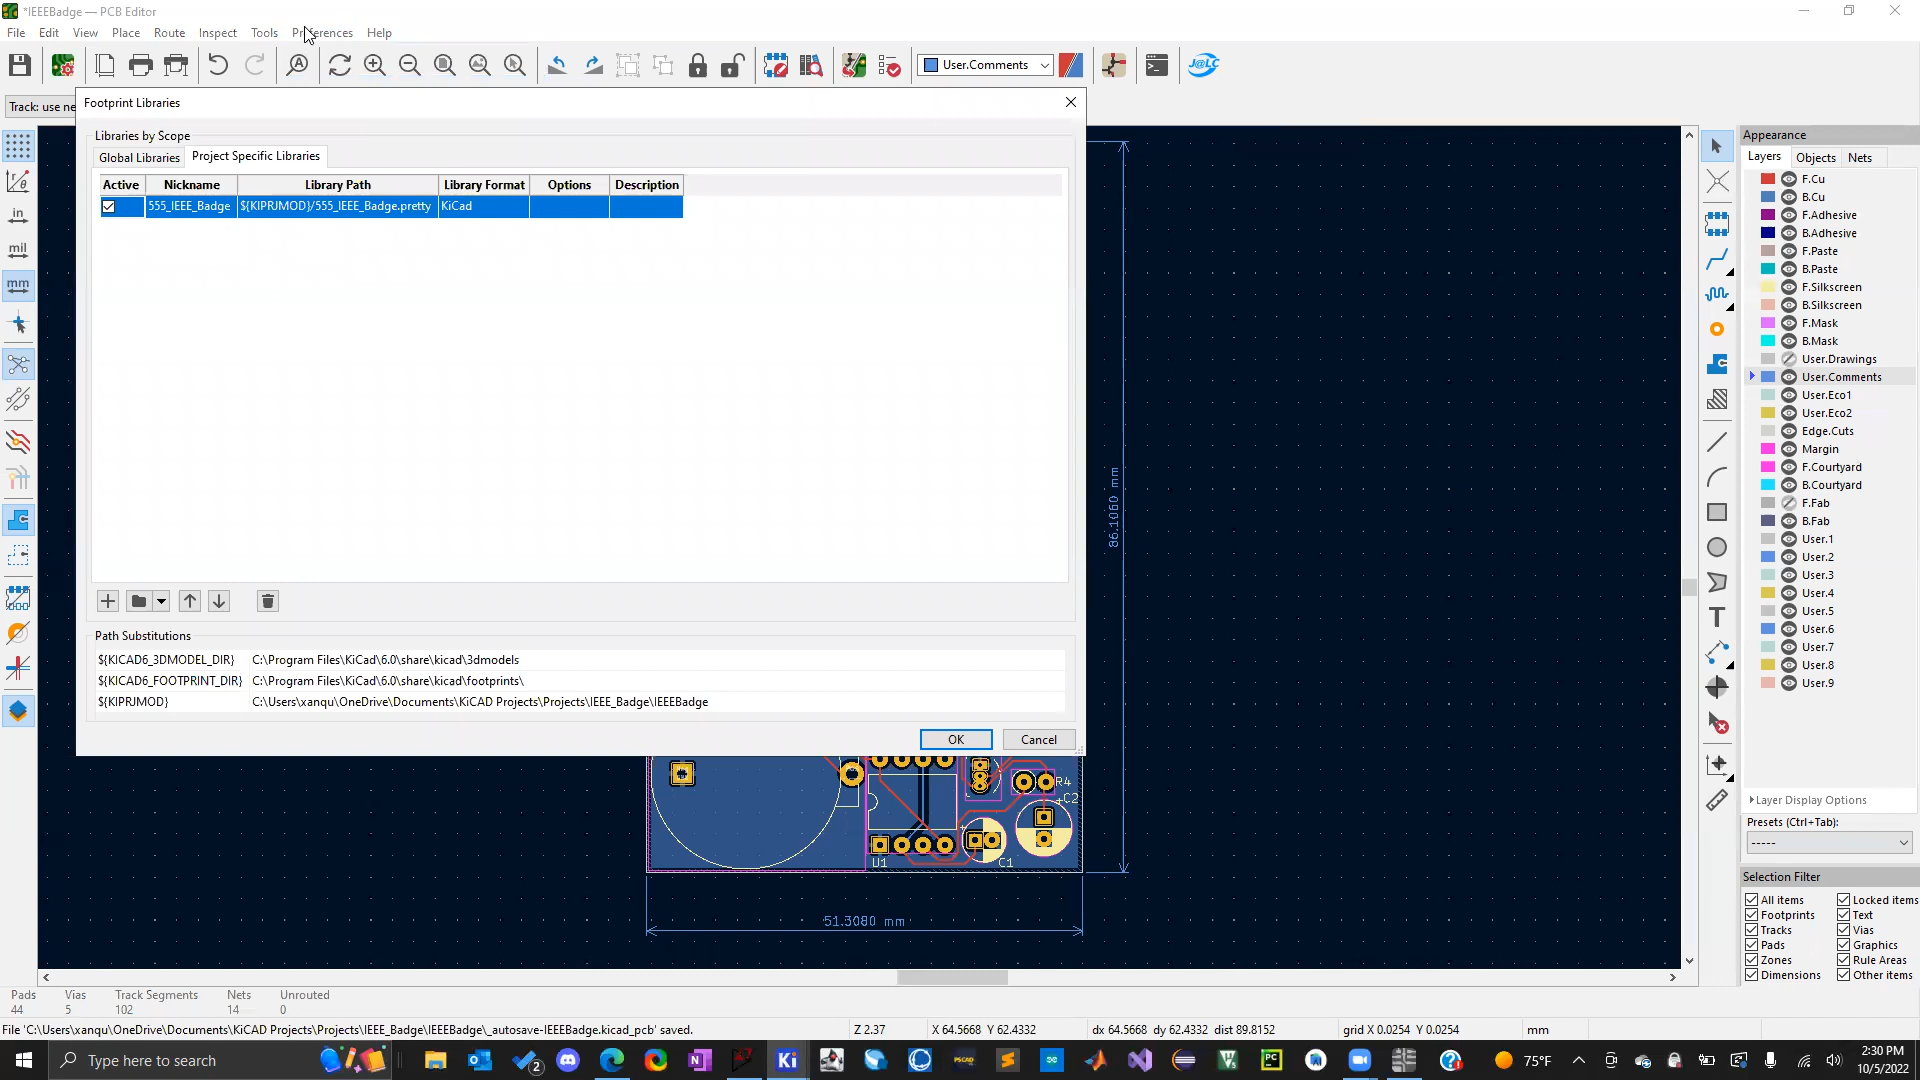 *IEEEBadge — PCB Editor
File Edit View Place Route Inspect Tools Preferences Help
User.Comments
J@LC
Track: use ne
Footprint Libraries
Libraries by Scope
Global Libraries Project Specific Libraries
Active Nickname Library Path Library Format Options Description
555_IEEE_Badge ${KIPRJMOD}/555_IEEE_Badge.pretty KiCad
Path Substitutions
${KICAD6_3DMODEL_DIR} C:\Program Files\KiCad\6.0\share\kicad\3dmodels
${KICAD6_FOOTPRINT_DIR} C:\Program Files\KiCad\6.0\share\kicad\footprints\
${KIPRJMOD} C:\Users\xanqu\OneDrive\Documents\KiCAD Projects\Projects\IEEE_Badge\IEEEBadge
OK Cancel
in
mil
mm
86.1060 mm
R4
+C2
U1
C1
51.3080 mm
Appearance
Layers Objects Nets
F.Cu
B.Cu
F.Adhesive
B.Adhesive
F.Paste
B.Paste
F.Silkscreen
B.Silkscreen
F.Mask
B.Mask
User.Drawings
User.Comments
User.Eco1
User.Eco2
Edge.Cuts
Margin
F.Courtyard
B.Courtyard
F.Fab
B.Fab
User.1
User.2
User.3
User.4
User.5
User.6
User.7
User.8
User.9
Layer Display Options
Presets (Ctrl+Tab):
-----
Selection Filter
All items Locked items
Footprints Text
Tracks Vias
Pads Graphics
Zones Rule Areas
Dimensions Other items
Pads Vias Track Segments Nets Unrouted
44 5 102 14 0
File 'C:\Users\xanqu\OneDrive\Documents\KiCAD Projects\Projects\IEEE_Badge\IEEEBadge\_autosave-IEEEBadge.kicad_pcb' saved.
Z 2.37 X 64.5668 Y 62.4332 dx 64.5668 dy 62.4332 dist 89.8152 grid X 0.0254 Y 0.0254 mm
Type here to search
2
Ki
PSCAD
PC
75°F
2:30 PM
10/5/2022